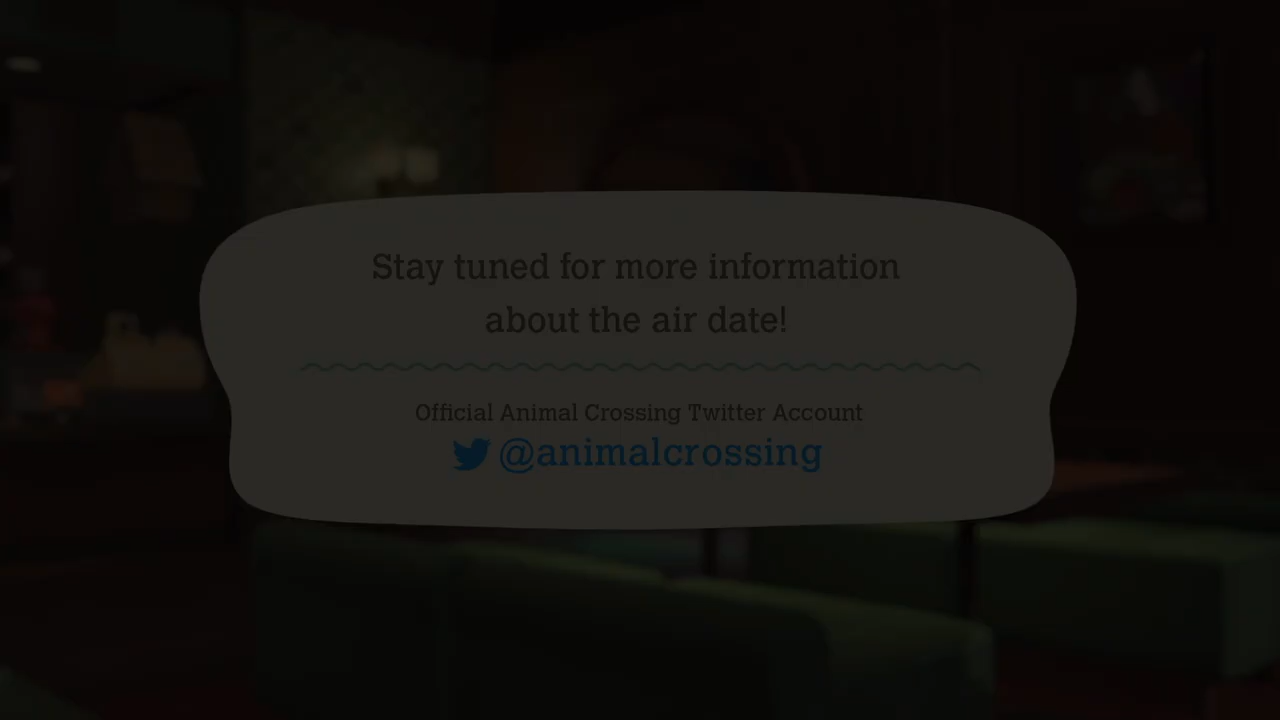 Stay tuned for more information
about the air date!
Official Animal Crossing Twitter Account
@animalcrossing